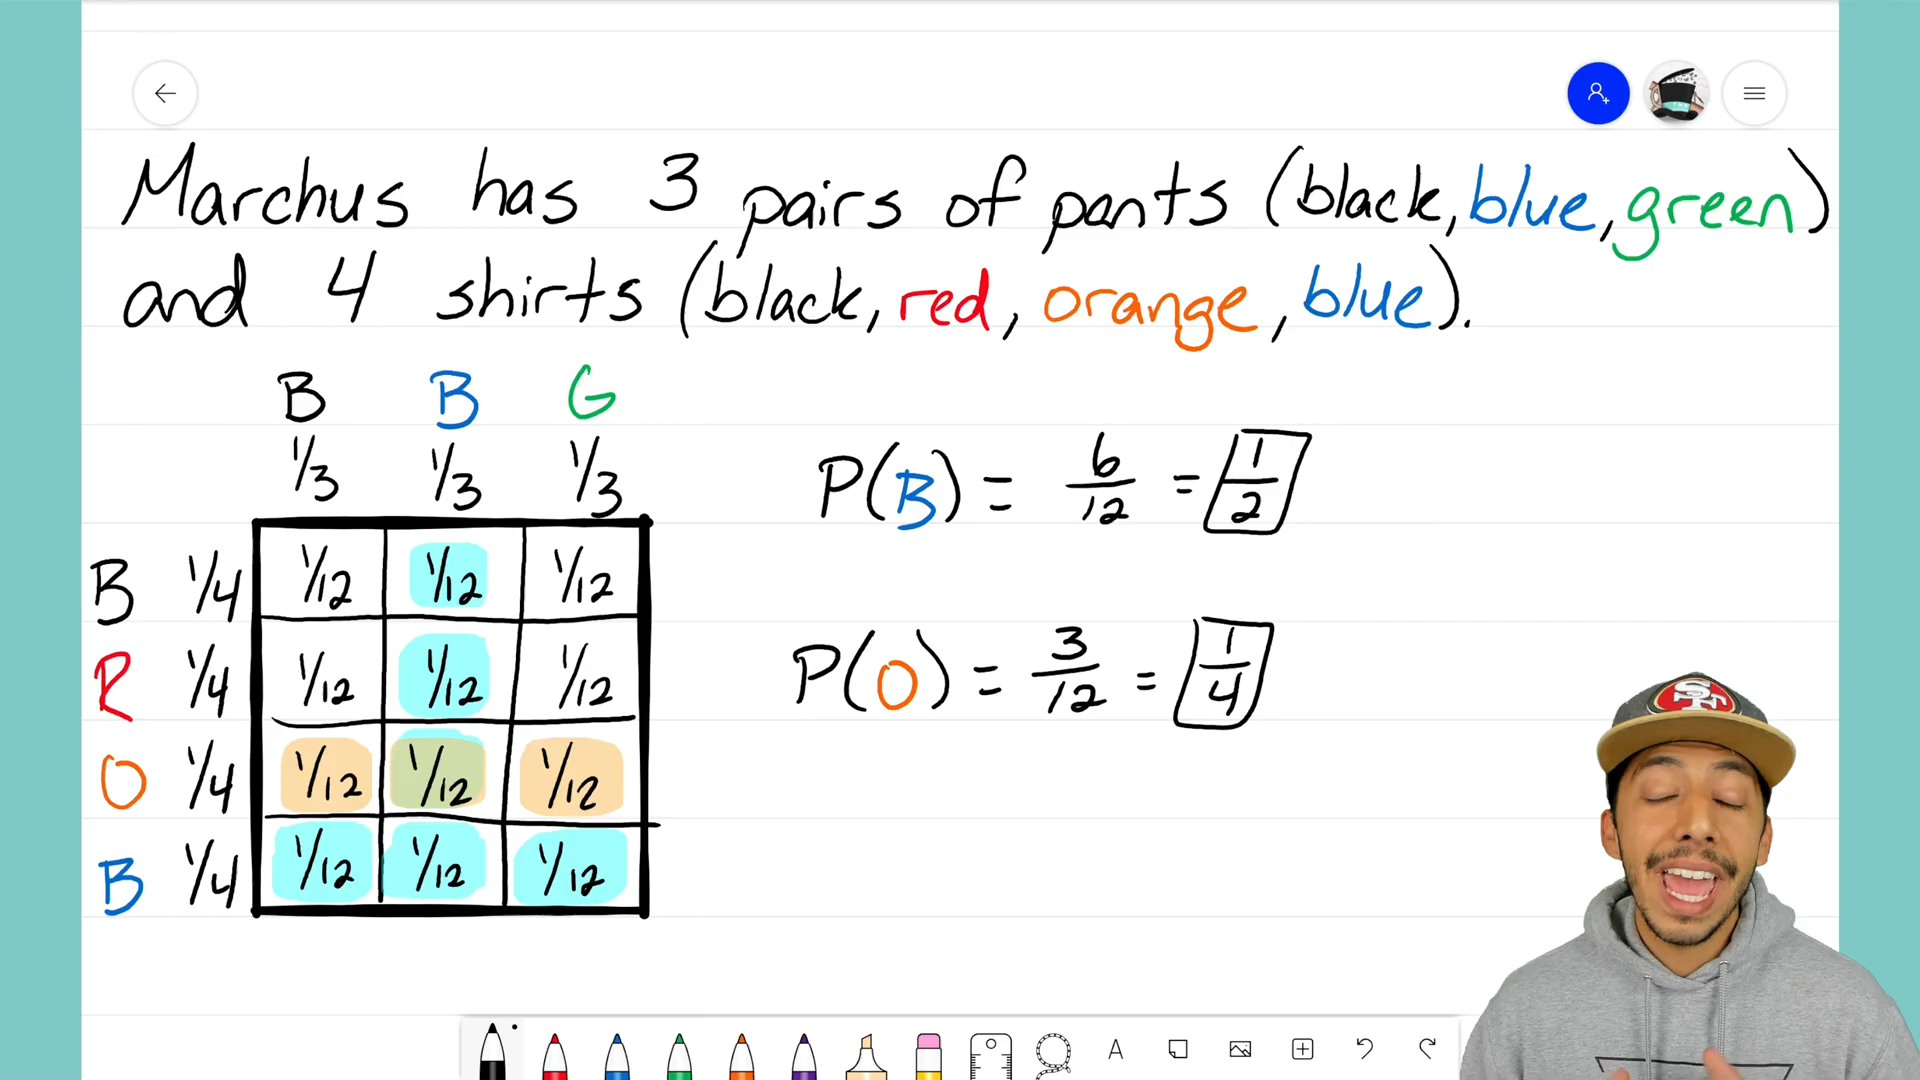 Marchus has 3 pairs of pants (black, blue, green)
and 4 shirts (black, red, orange, blue).
B B G
1/3 1/3 1/3
B 1/4 1/12 1/12 1/12
R 1/4 1/12 1/12 1/12
O 1/4 1/12 1/12 1/12
B 1/4 1/12 1/12 1/12
P(B) = 6/12 = 1/2
P(O) = 3/12 = 1/4
SF
A